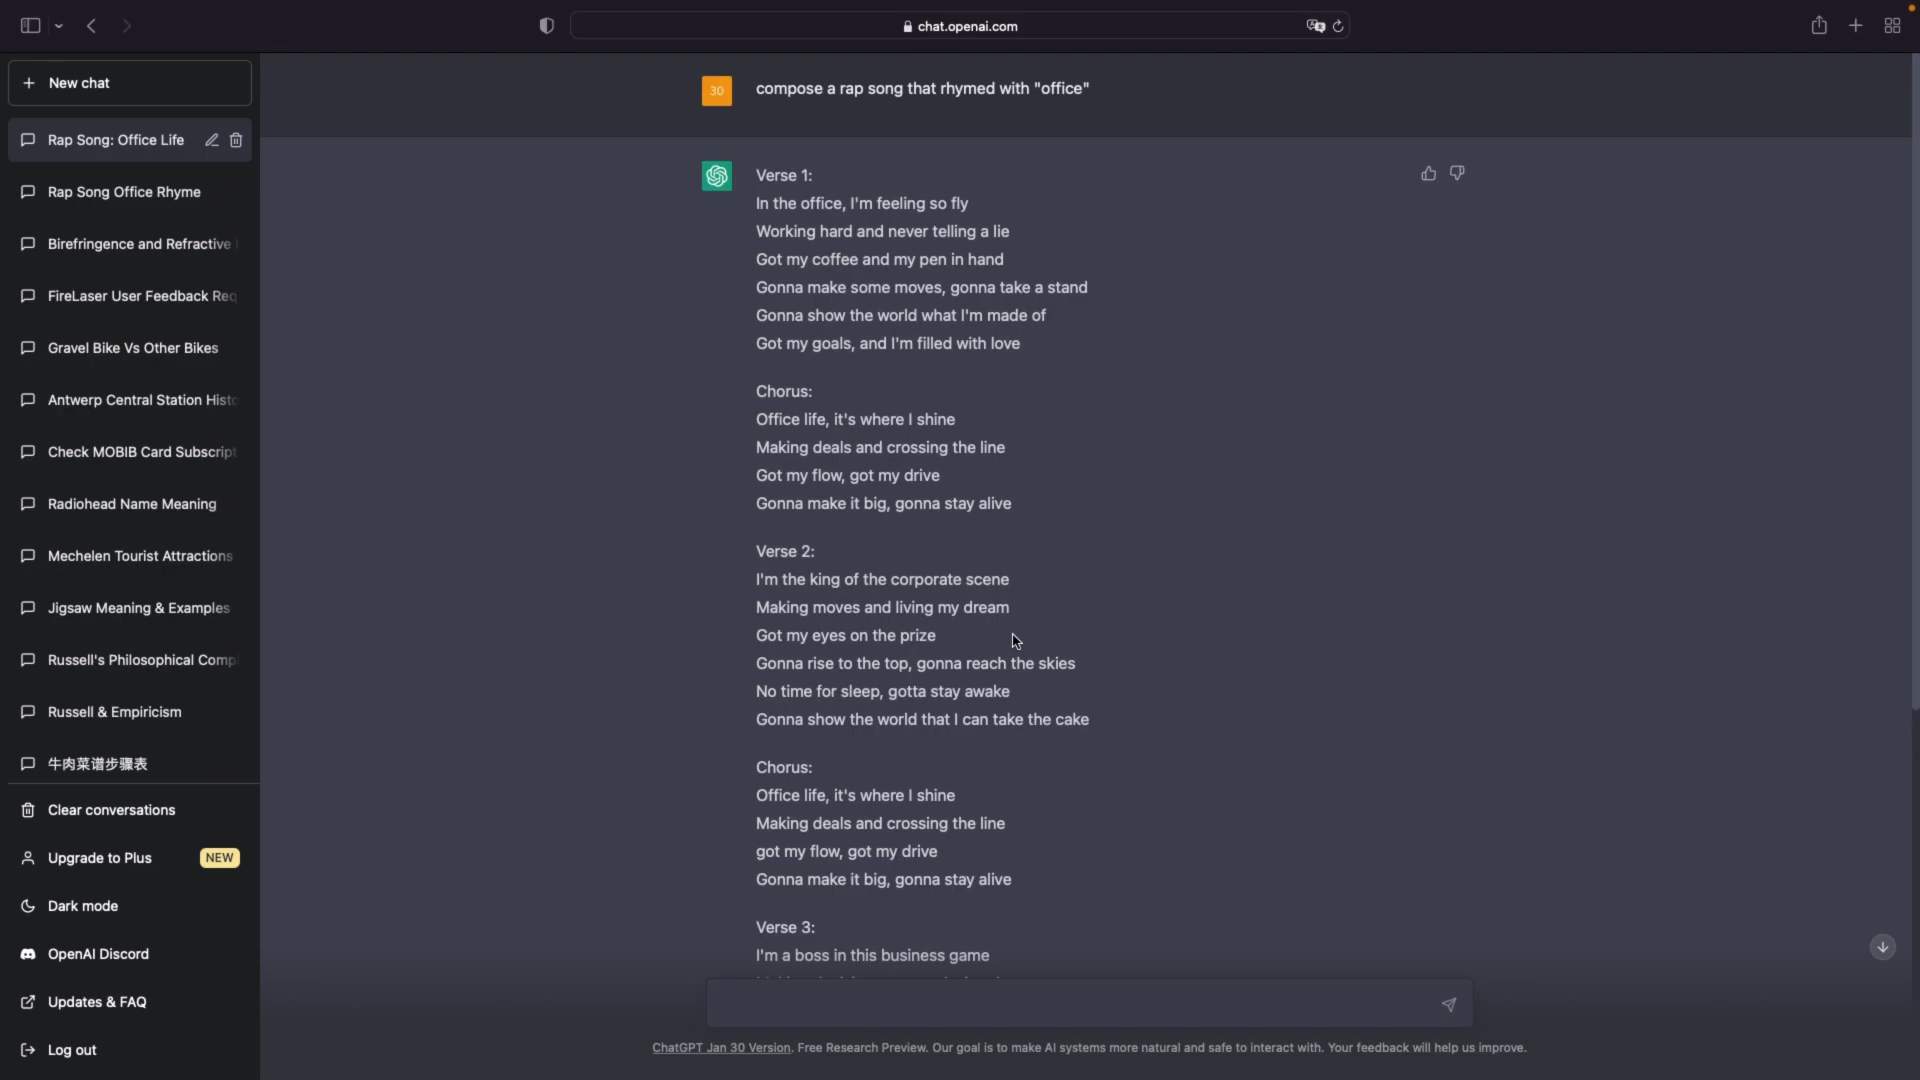 chat.openai.com
New chat
Rap Song: Office Life
Rap Song Office Rhyme
Birefringence and Refractive
FireLaser User Feedback Req
Gravel Bike Vs Other Bikes
Antwerp Central Station Histo
Check MOBIB Card Subscript
Radiohead Name Meaning
Mechelen Tourist Attractions
Jigsaw Meaning & Examples
Russell's Philosophical Comp
Russell & Empiricism
牛肉菜谱步骤表
Clear conversations
Upgrade to Plus NEW
Dark mode
OpenAI Discord
Updates & FAQ
Log out
30
compose a rap song that rhymed with "office"
Verse 1:
In the office, I'm feeling so fly
Working hard and never telling a lie
Got my coffee and my pen in hand
Gonna make some moves, gonna take a stand
Gonna show the world what I'm made of
Got my goals, and I'm filled with love
Chorus:
Office life, it's where I shine
Making deals and crossing the line
Got my flow, got my drive
Gonna make it big, gonna stay alive
Verse 2:
I'm the king of the corporate scene
Making moves and living my dream
Got my eyes on the prize
Gonna rise to the top, gonna reach the skies
No time for sleep, gotta stay awake
Gonna show the world that I can take the cake
Chorus:
Office life, it's where I shine
Making deals and crossing the line
got my flow, got my drive
Gonna make it big, gonna stay alive
Verse 3:
I'm a boss in this business game
ChatGPT Jan 30 Version. Free Research Preview. Our goal is to make AI systems more natural and safe to interact with. Your feedback will help us improve.